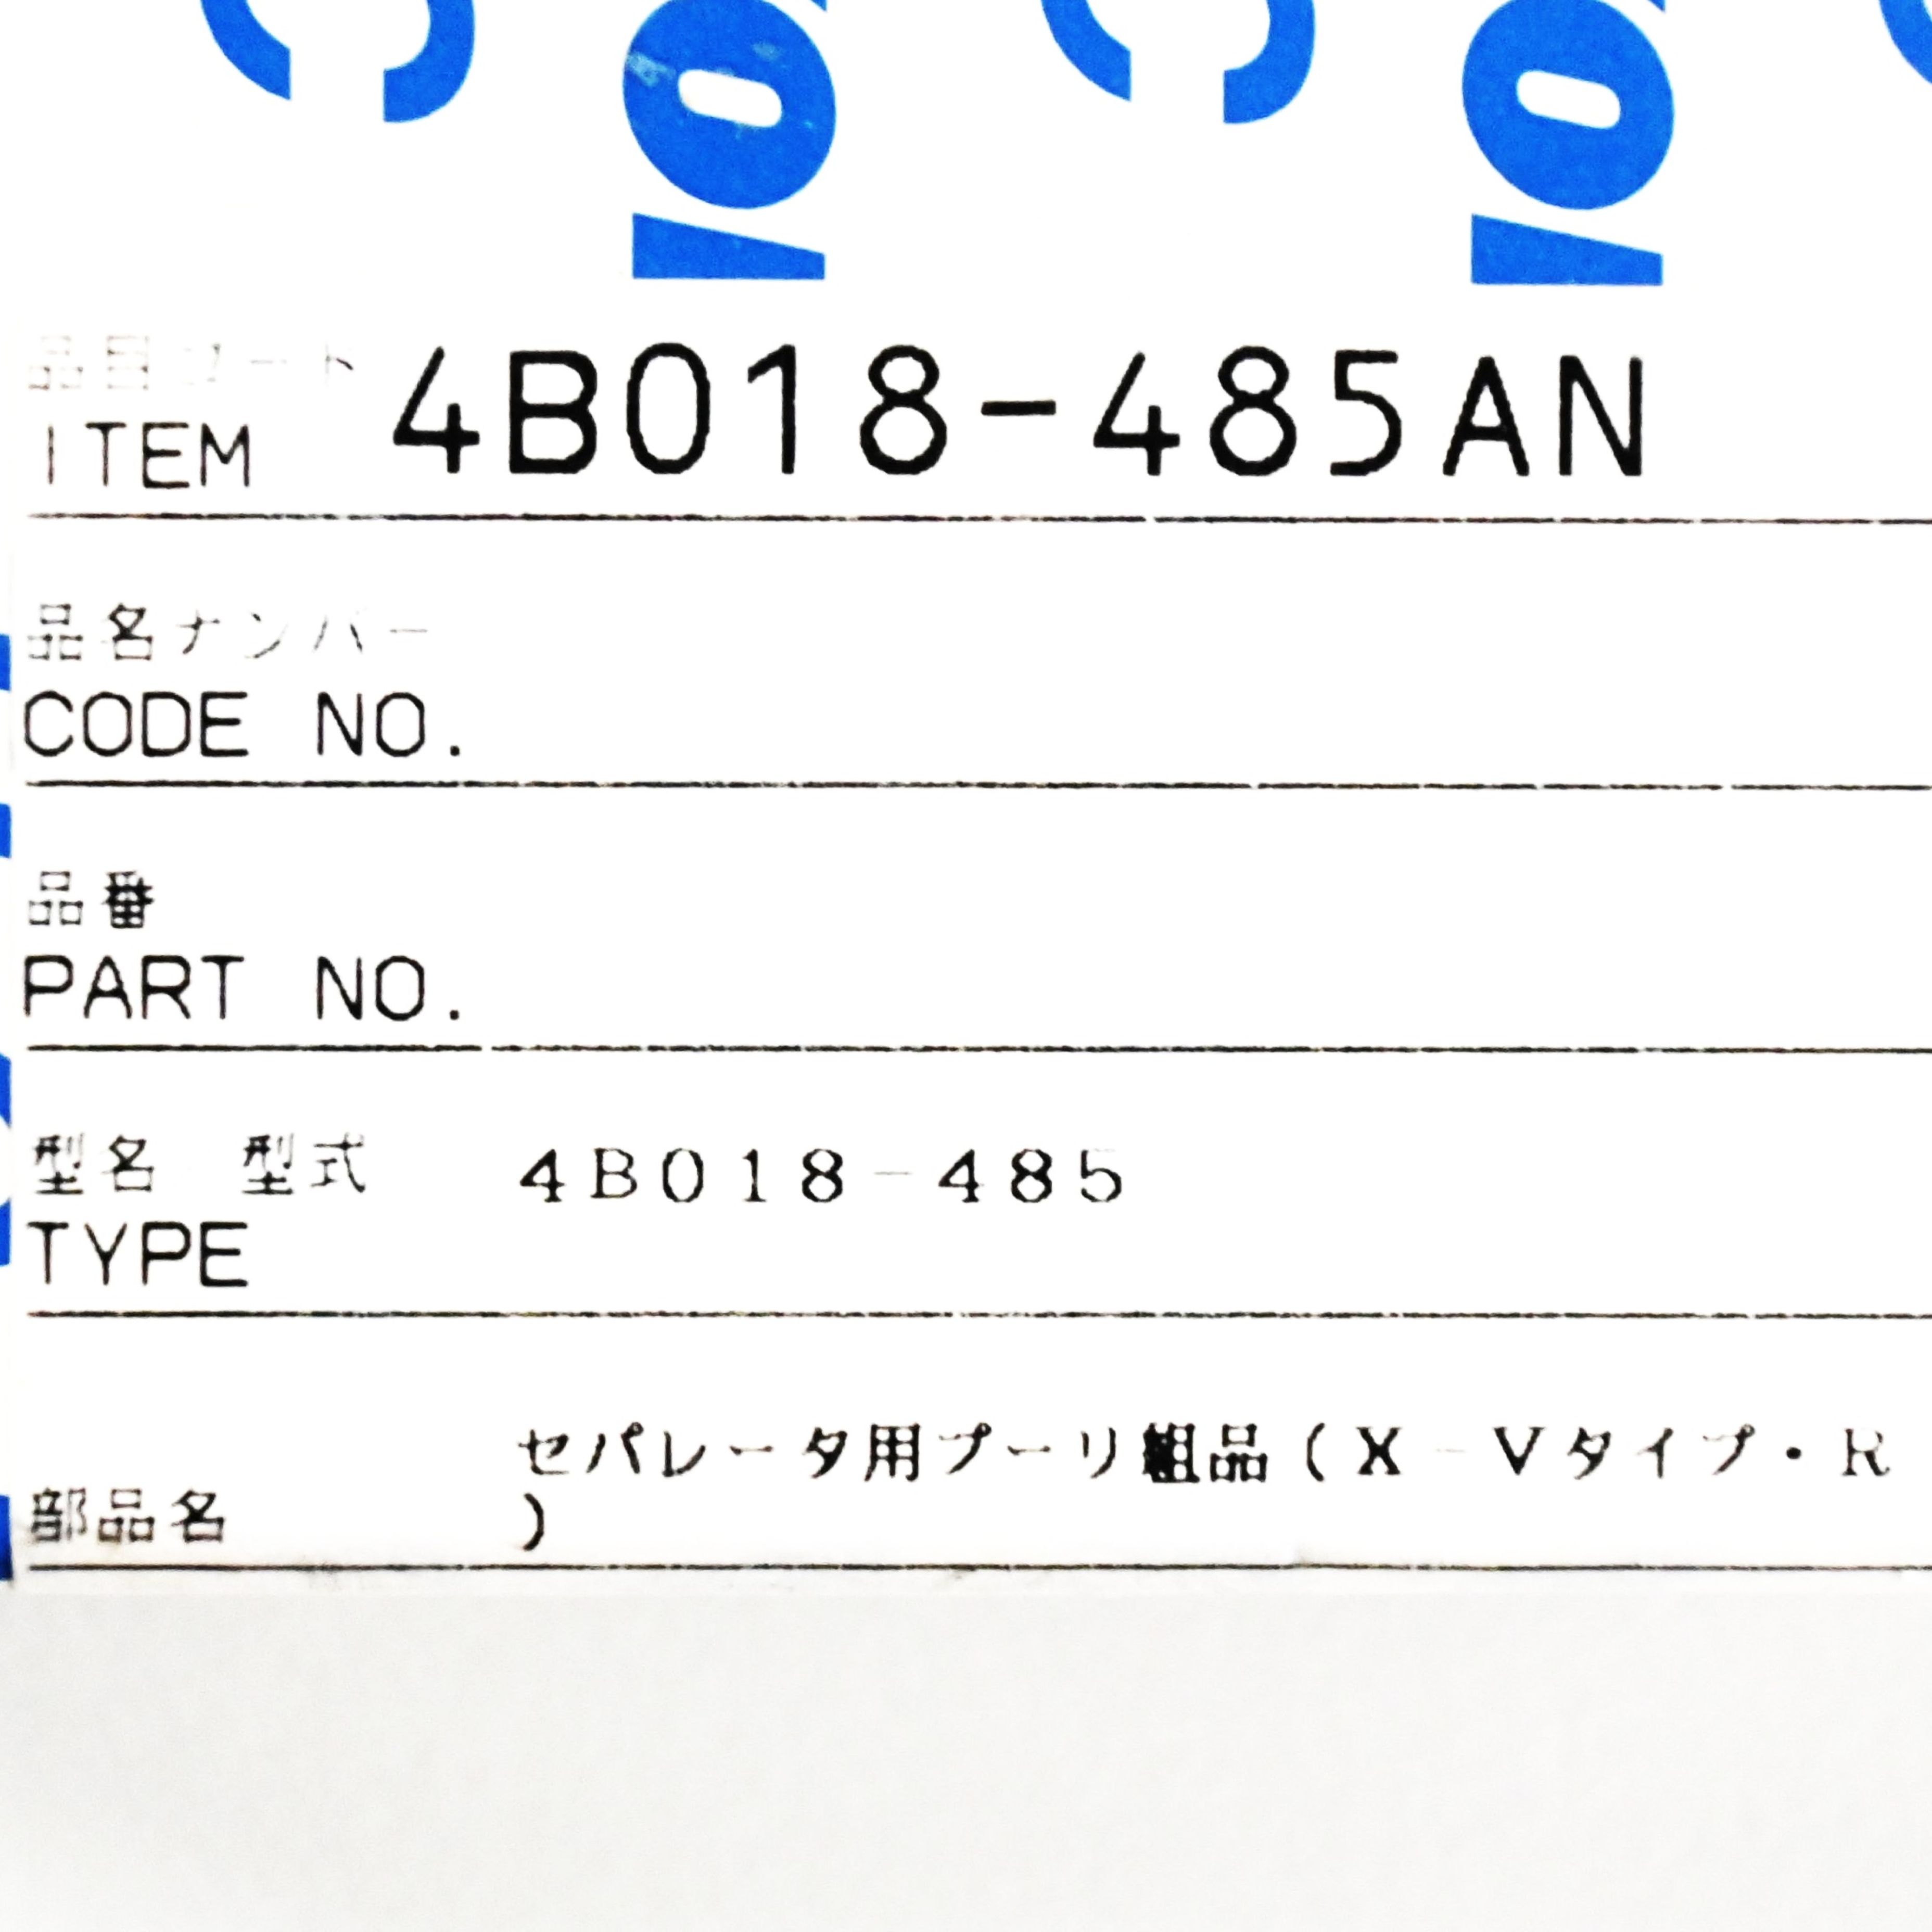 品目コード
ITEM 4B018-485AN
品名ナンバー
CODE NO.
品番
PART NO.
型名 型式 4B018-485
TYPE
セパレータ用プーリ組品(X-Vタイプ・R
部品名 )